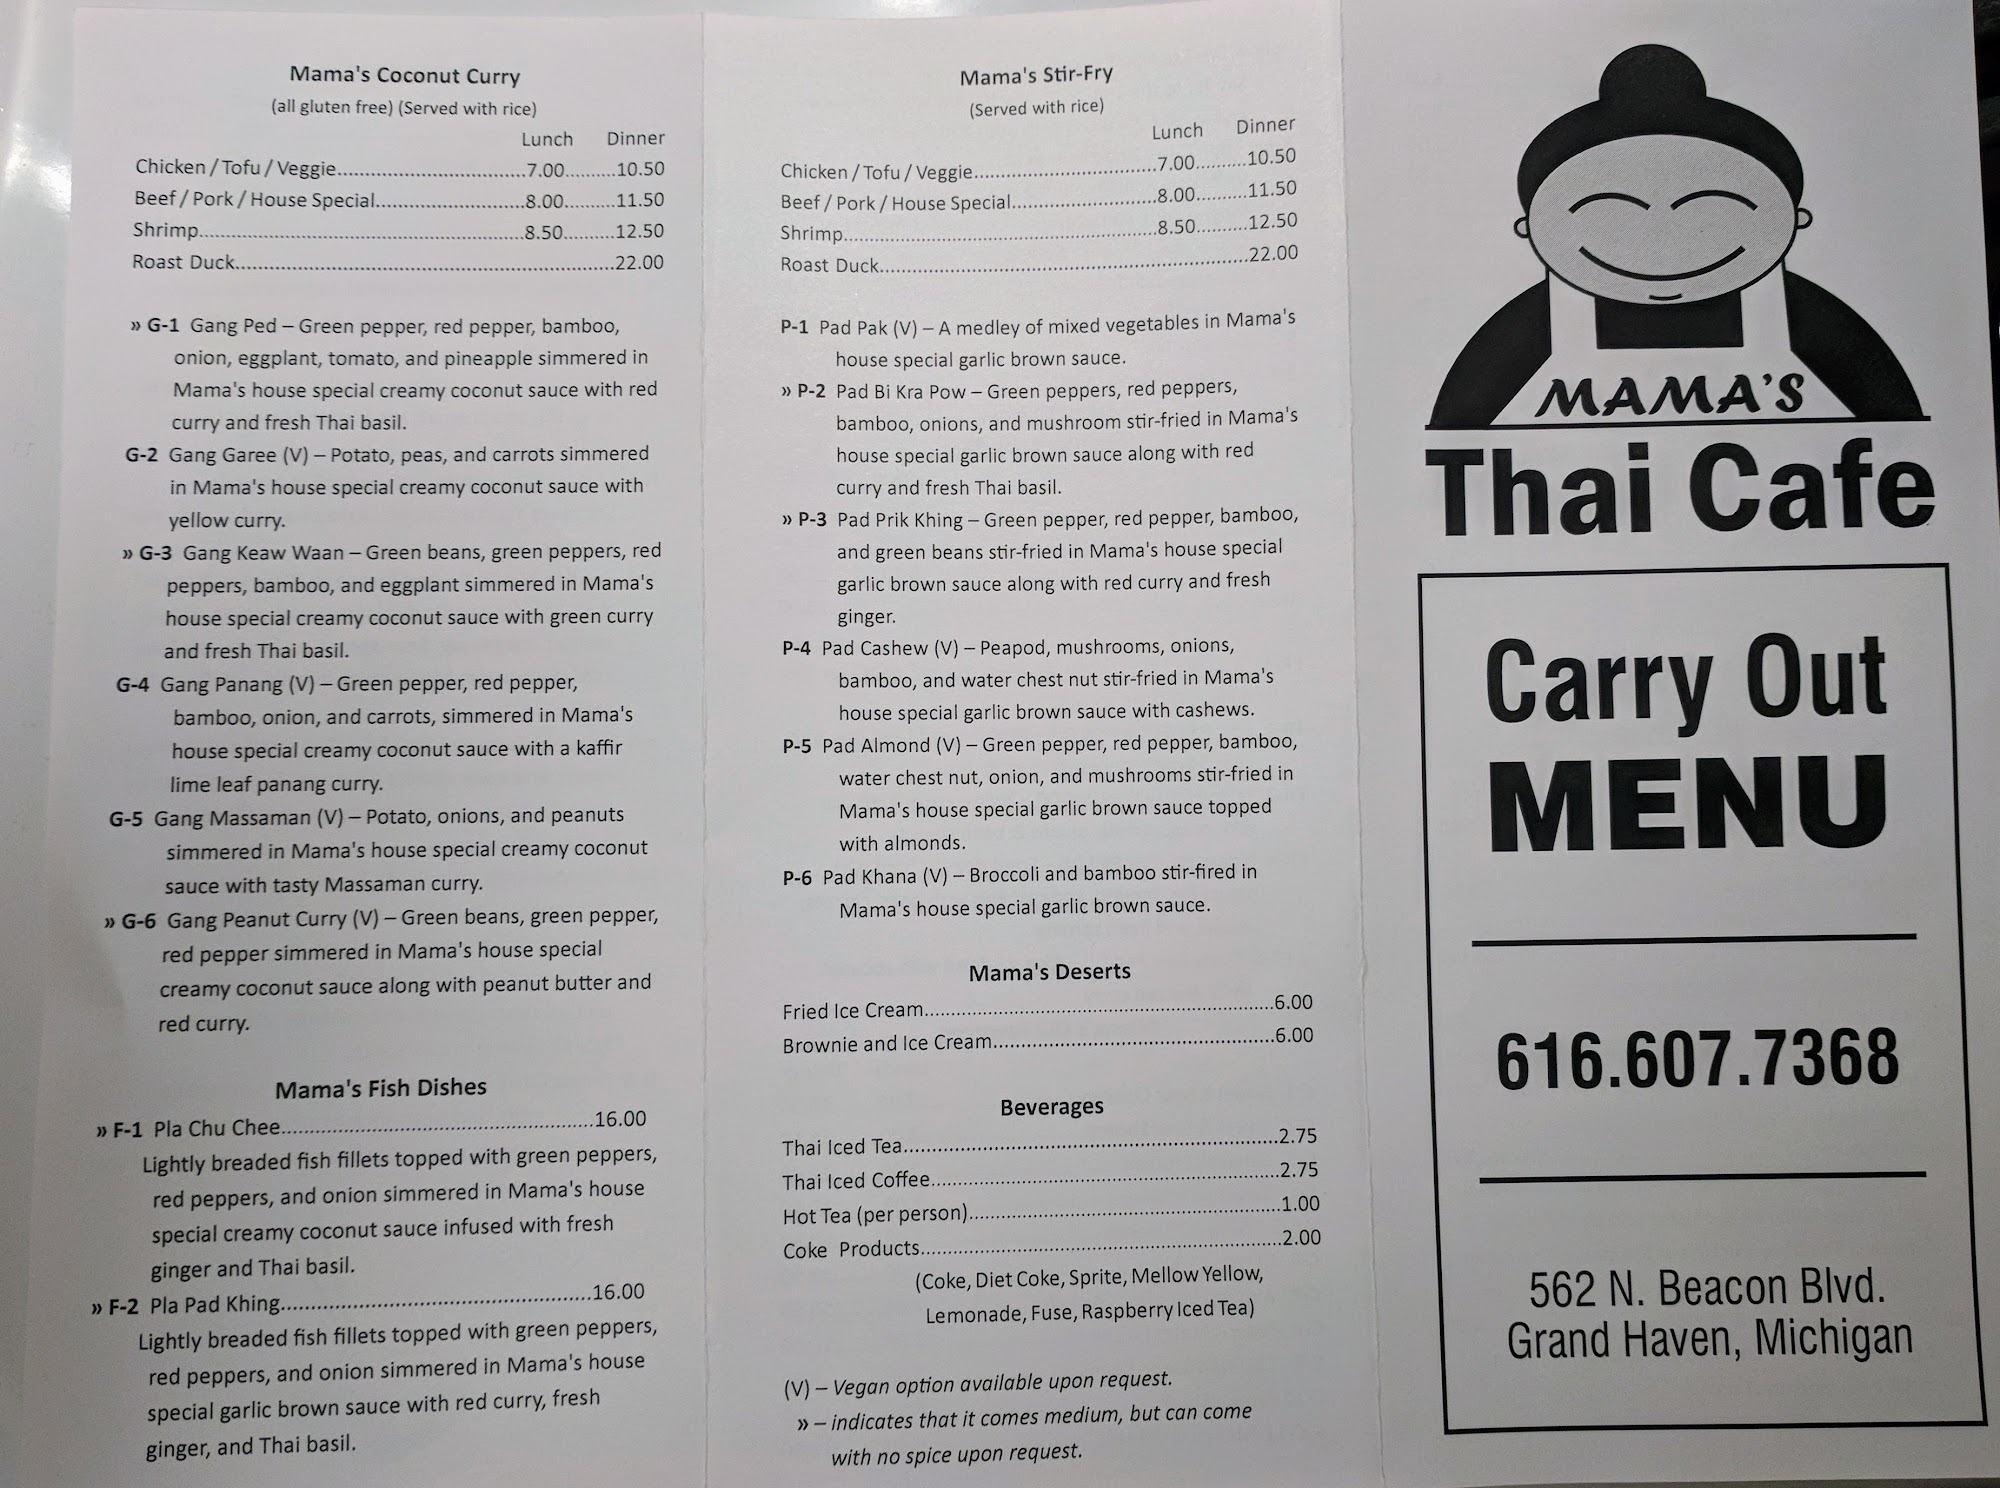 Mama's Coconut Curry
(all gluten free) (Served with rice)
Lunch Dinner
Chicken / Tofu / Veggie.....7.00.....10.50
Beef / Pork / House Special.....8.00.....11.50
Shrimp.....8.50.....12.50
Roast Duck.....22.00
» G-1 Gang Ped – Green pepper, red pepper, bamboo,
onion, eggplant, tomato, and pineapple simmered in
Mama's house special creamy coconut sauce with red
curry and fresh Thai basil.
G-2 Gang Garee (V) – Potato, peas, and carrots simmered
in Mama's house special creamy coconut sauce with
yellow curry.
» G-3 Gang Keaw Waan – Green beans, green peppers, red
peppers, bamboo, and eggplant simmered in Mama's
house special creamy coconut sauce with green curry
and fresh Thai basil.
G-4 Gang Panang (V) – Green pepper, red pepper,
bamboo, onion, and carrots, simmered in Mama's
house special creamy coconut sauce with a kaffir
lime leaf panang curry.
G-5 Gang Massaman (V) – Potato, onions, and peanuts
simmered in Mama's house special creamy coconut
sauce with tasty Massaman curry.
» G-6 Gang Peanut Curry (V) – Green beans, green pepper,
red pepper simmered in Mama's house special
creamy coconut sauce along with peanut butter and
red curry.
Mama's Fish Dishes
» F-1 Pla Chu Chee.....16.00
Lightly breaded fish fillets topped with green peppers,
red peppers, and onion simmered in Mama's house
special creamy coconut sauce infused with fresh
ginger and Thai basil.
» F-2 Pla Pad Khing.....16.00
Lightly breaded fish fillets topped with green peppers,
red peppers, and onion simmered in Mama's house
special garlic brown sauce with red curry, fresh
ginger, and Thai basil.
Mama's Stir-Fry
(Served with rice)
Lunch Dinner
Chicken / Tofu / Veggie.....7.00.....10.50
Beef / Pork / House Special.....8.00.....11.50
Shrimp.....8.50.....12.50
Roast Duck.....22.00
P-1 Pad Pak (V) – A medley of mixed vegetables in Mama's
house special garlic brown sauce.
» P-2 Pad Bi Kra Pow – Green peppers, red peppers,
bamboo, onions, and mushroom stir-fried in Mama's
house special garlic brown sauce along with red
curry and fresh Thai basil.
» P-3 Pad Prik Khing – Green pepper, red pepper, bamboo,
and green beans stir-fried in Mama's house special
garlic brown sauce along with red curry and fresh
ginger.
P-4 Pad Cashew (V) – Peapod, mushrooms, onions,
bamboo, and water chest nut stir-fried in Mama's
house special garlic brown sauce with cashews.
P-5 Pad Almond (V) – Green pepper, red pepper, bamboo,
water chest nut, onion, and mushrooms stir-fried in
Mama's house special garlic brown sauce topped
with almonds.
P-6 Pad Khana (V) – Broccoli and bamboo stir-fired in
Mama's house special garlic brown sauce.
Mama's Deserts
Fried Ice Cream.....6.00
Brownie and Ice Cream.....6.00
Beverages
Thai Iced Tea.....2.75
Thai Iced Coffee.....2.75
Hot Tea (per person).....1.00
Coke Products.....2.00
(Coke, Diet Coke, Sprite, Mellow Yellow,
Lemonade, Fuse, Raspberry Iced Tea)
(V) – Vegan option available upon request.
» – indicates that it comes medium, but can come
with no spice upon request.
MAMA'S
Thai Cafe
Carry Out
MENU
616.607.7368
562 N. Beacon Blvd.
Grand Haven, Michigan